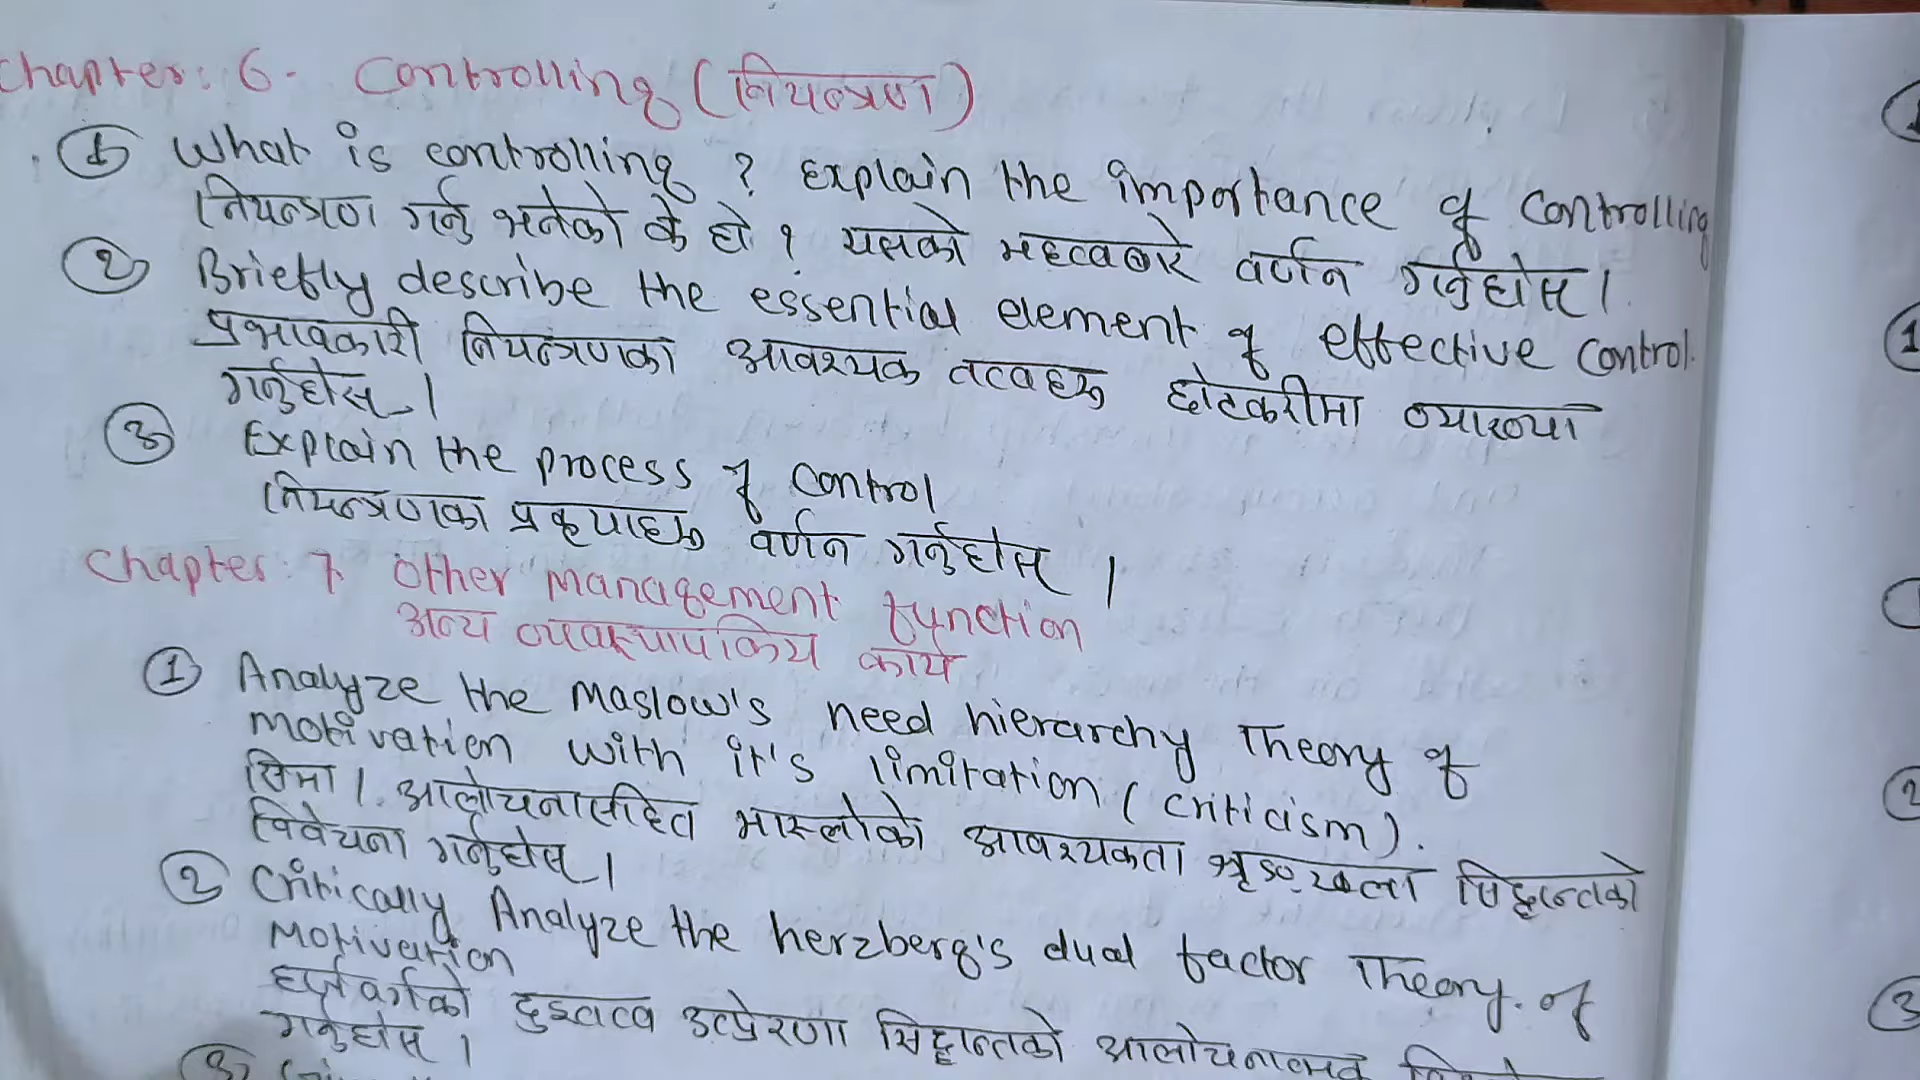 Chapter: 6. Controlling (नियन्त्रण)
① What is controlling ? Explain the importance of Controlling
नियन्त्रण गर्नु भनेको के हो ? यसको महत्वबारे वर्णन गर्नुहोस् ।
② Briefly describe the essential element of effective control.
प्रभावकारी नियन्त्रणका आवश्यक तत्वहरु छोटकरीमा व्याख्या
गर्नुहोस् ।
③ Explain the process of control
नियन्त्रणका प्रकृयाहरु वर्णन गर्नुहोस् ।
Chapter: 7. Other management function
अन्य व्यवस्थापकिय कार्य
① Analyze the Maslow's need hierarchy Theory of
Motivation with it's limitation (criticism).
सिमा । आलोचनासहित मास्लोको आवश्यकता श्रृङ्खला सिद्धान्तको
विवेचना गर्नुहोस् ।
② Critically Analyze the herzberg's dual factor Theory. of
Motivation
हर्जवर्गको दुइतत्व उत्प्रेरणा सिद्धान्तको आलोचनात्मक
गर्नुहोस् ।
③